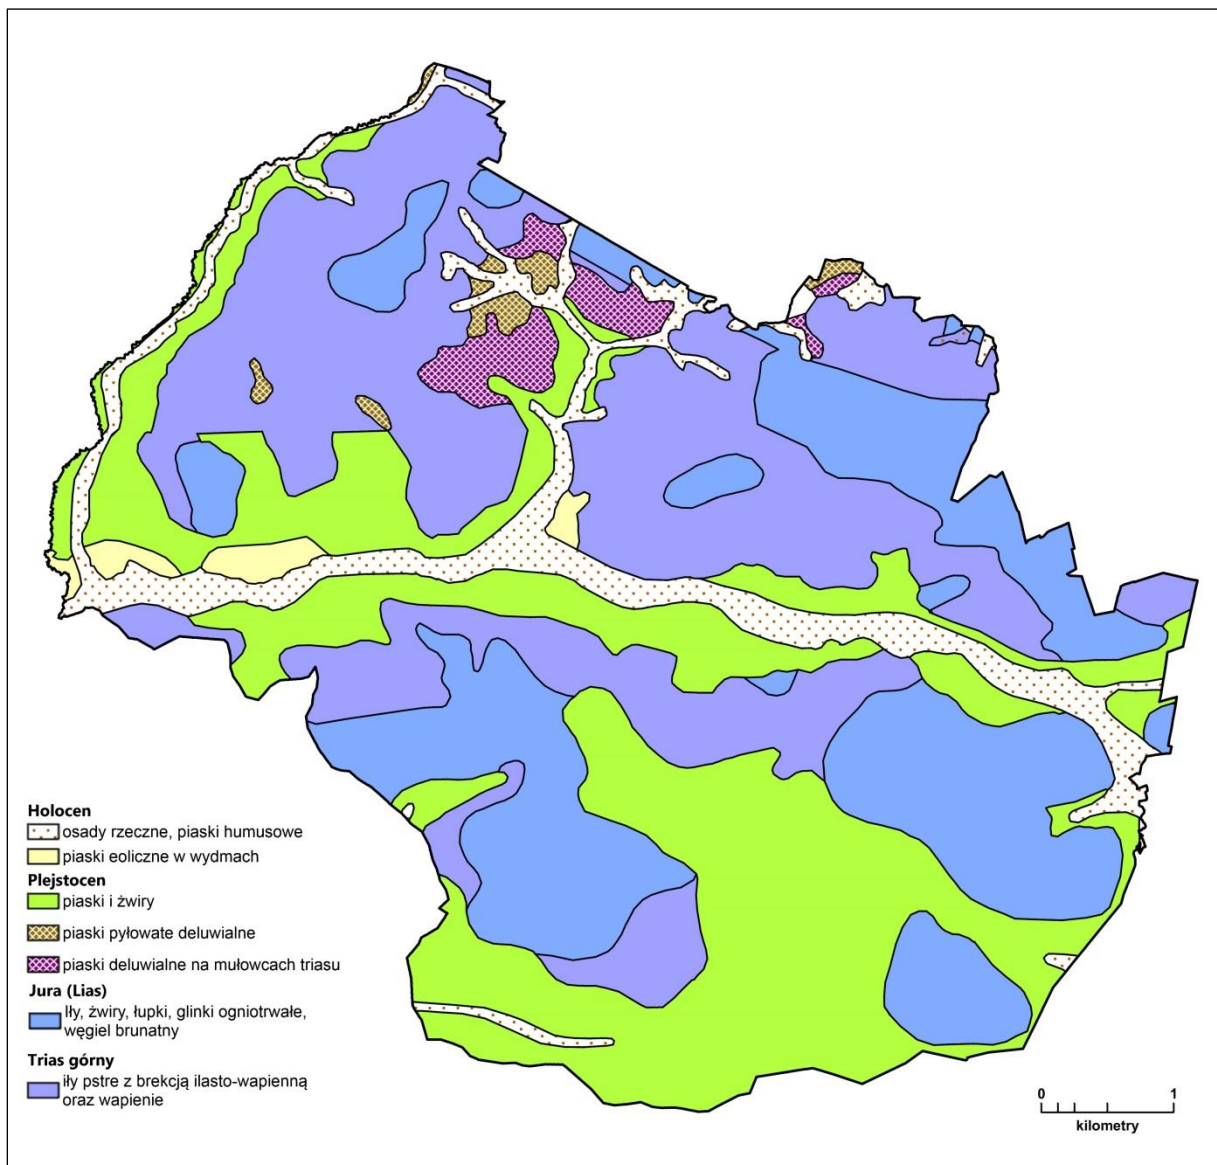 Holocen
osady rzeczne, piaski humusowe
piaski eoliczne w wydmach
Plejstocen
piaski i żwiry
piaski pyłowate deluwialne
piaski deluwialne na mułowcach triasu
Jura (Lias)
Iły, żwiry, łupki, glinki ogniotrwałe,
węgiel brunatny
Trias górny
iły pstre z brekcją ilasto-wapienną
oraz wapienie
0 1
kilometry